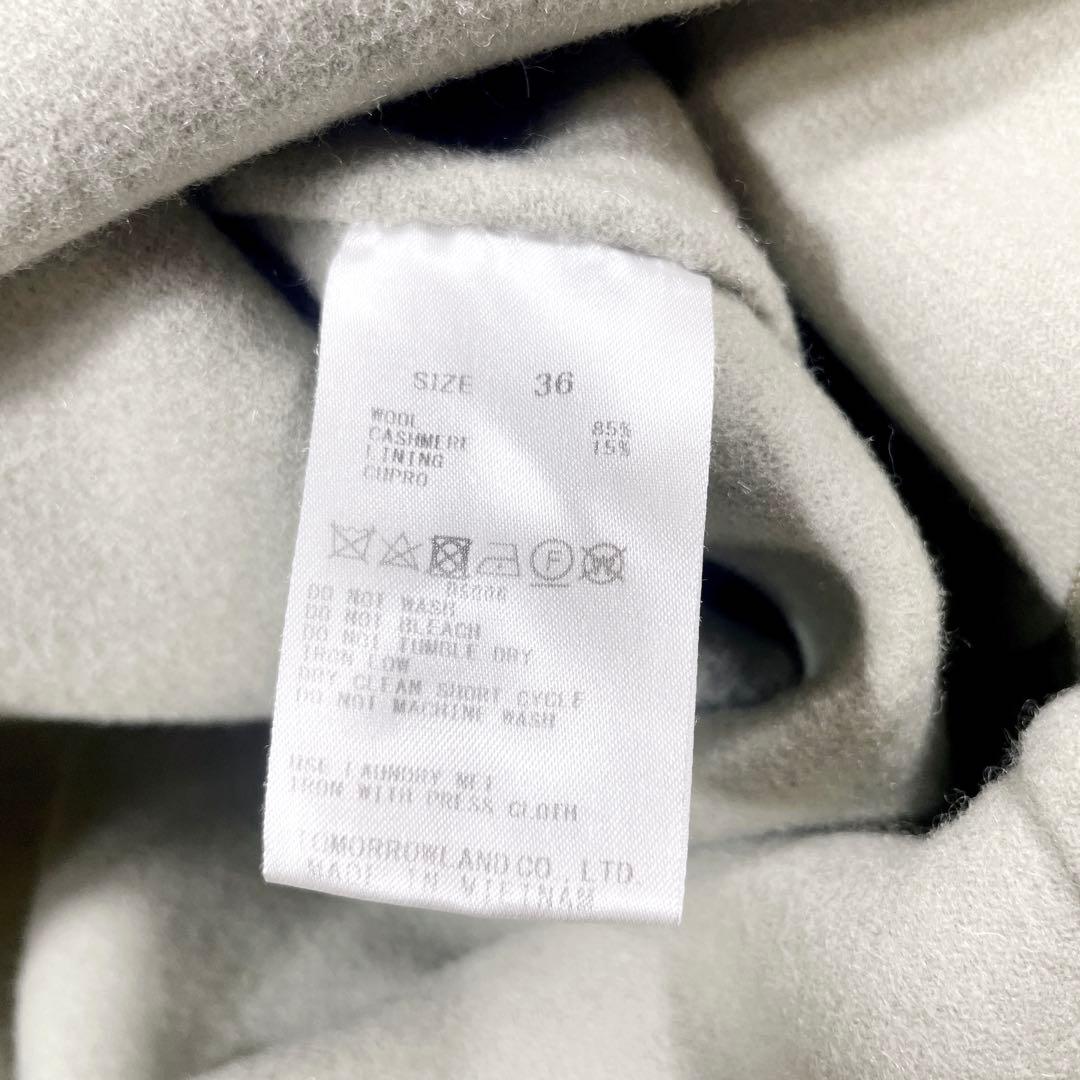 SIZE 36
WOOL 85%
CASHMERE 15%
LINING
CUPRO
F W
DO NOT WASH
DO NOT BLEACH
DO NOT TUMBLE DRY
IRON LOW
DRY CLEAN SHORT CYCLE
DO NOT MACHINE WASH
USE LAUNDRY NET
IRON WITH PRESS CLOTH
TOMORROWLAND CO., LTD.
MADE IN VIETNAM